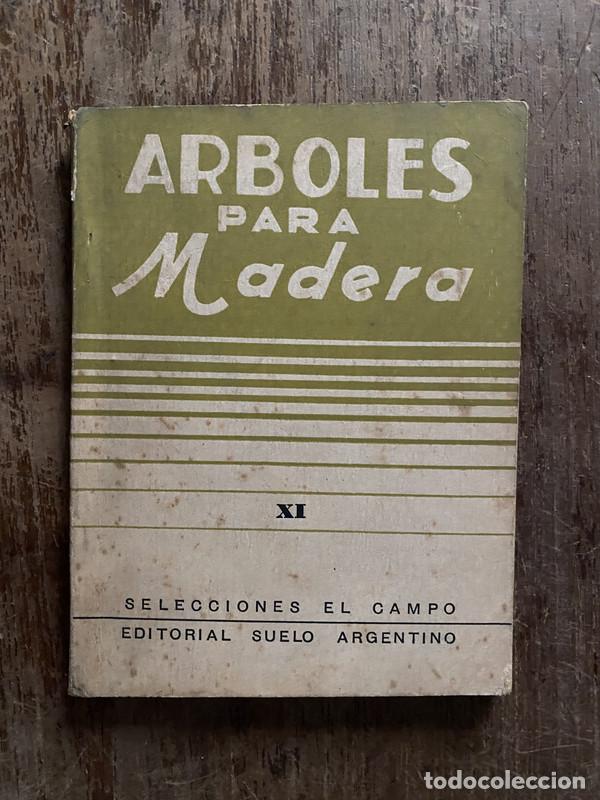 ARBOLES
PARA
Madera
XI
SELECCIONES EL CAMPO
EDITORIAL SUELO ARGENTINO
todocoleccion